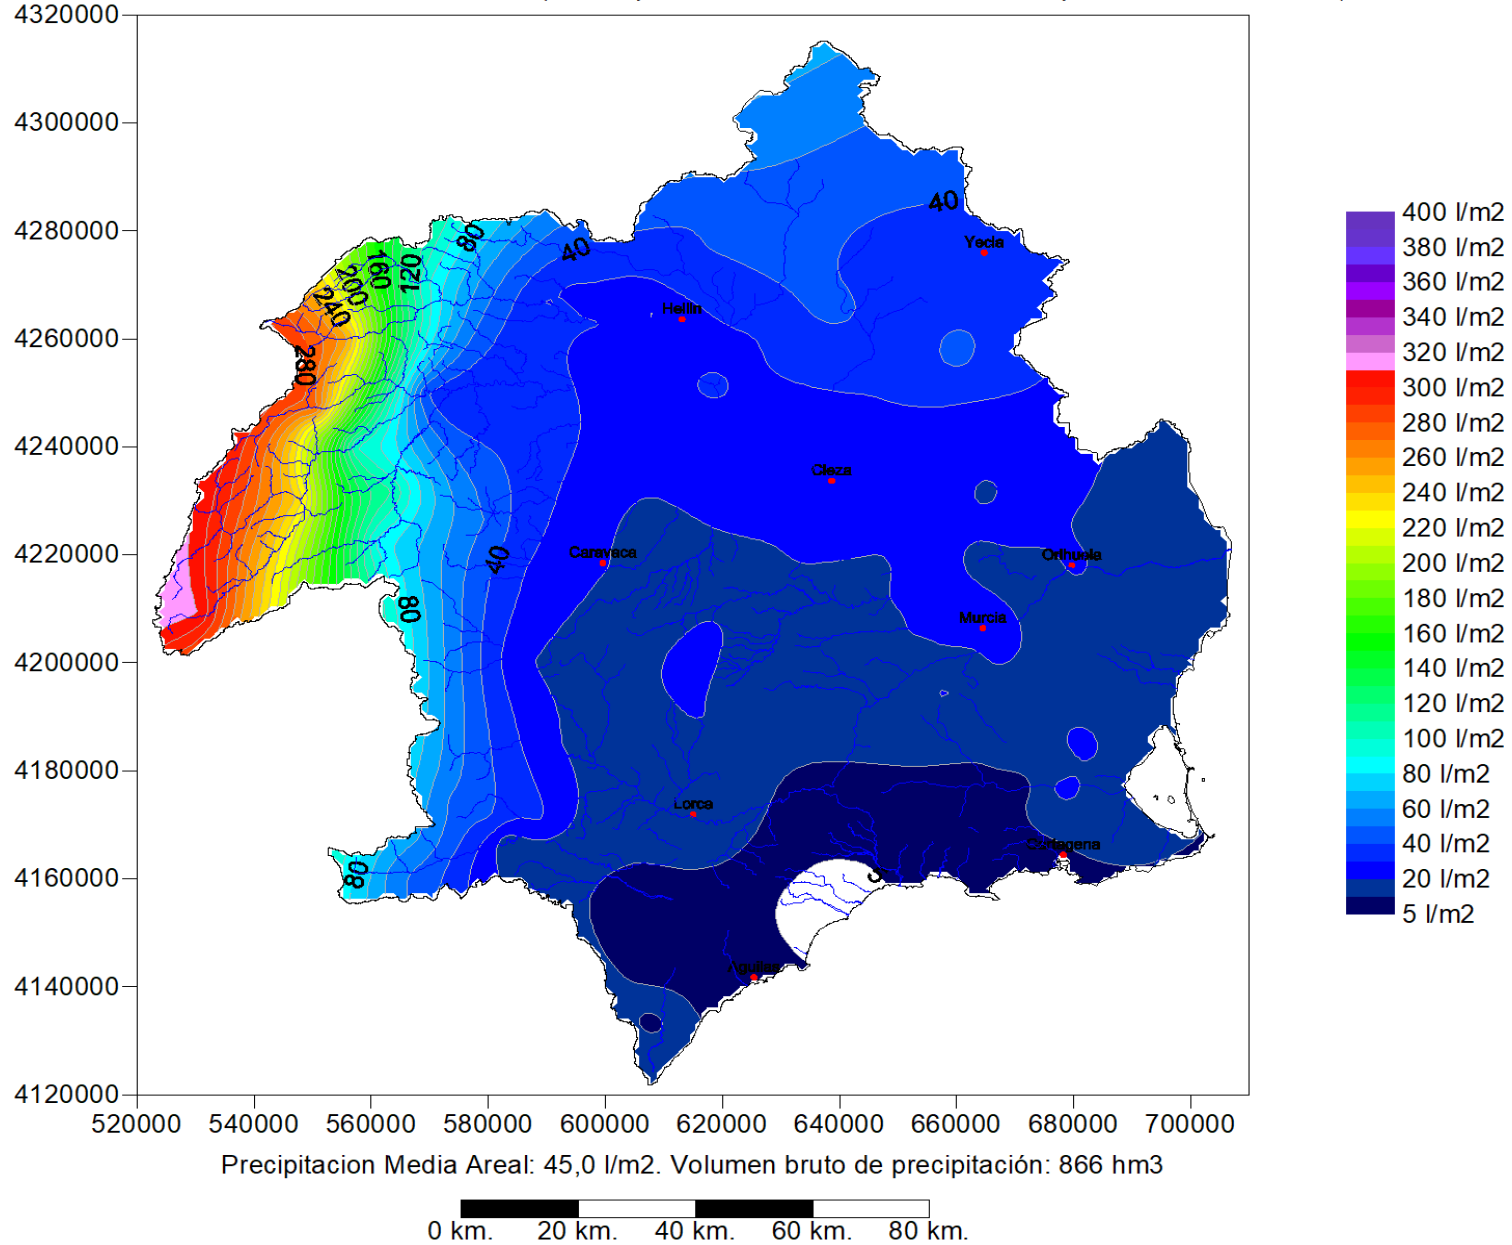 4320000
4300000
4280000
4260000
4240000
4220000
4200000
4180000
4160000
4140000
4120000
520000 540000 560000 580000 600000 620000 640000 660000 680000 700000
40
40
80
120
160
200
240
280
40
80
80
Yecla
Hellin
Cieza
Caravaca
Orihuela
Murcia
Lorca
Cartagena
Aguilas
400 l/m2
380 l/m2
360 l/m2
340 l/m2
320 l/m2
300 l/m2
280 l/m2
260 l/m2
240 l/m2
220 l/m2
200 l/m2
180 l/m2
160 l/m2
140 l/m2
120 l/m2
100 l/m2
80 l/m2
60 l/m2
40 l/m2
20 l/m2
5 l/m2
Precipitacion Media Areal: 45,0 l/m2. Volumen bruto de precipitación: 866 hm3
0 km. 20 km. 40 km. 60 km. 80 km.